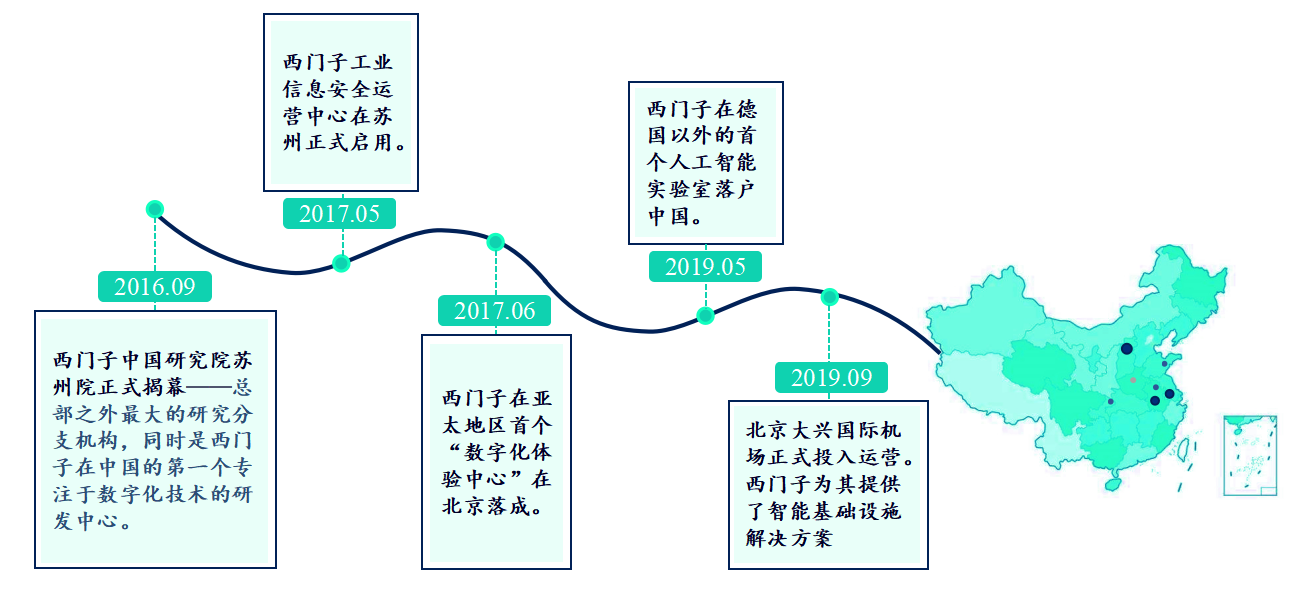 2016.09
西门子中国研究院苏
州院正式揭幕——总
部之外最大的研究分
支机构，同时是西门
子在中国的第一个专
注于数字化技术的研
发中心。
西门子工业
信息安全运
营中心在苏
州正式启用。
2017.05
2017.06
西门子在亚
太地区首个
“数字化体
验中心”在
北京落成。
西门子在德
国以外的首
个人工智能
实验室落户
中国。
2019.05
2019.09
北京大兴国际机
场正式投入运营。
西门子为其提供
了智能基础设施
解决方案